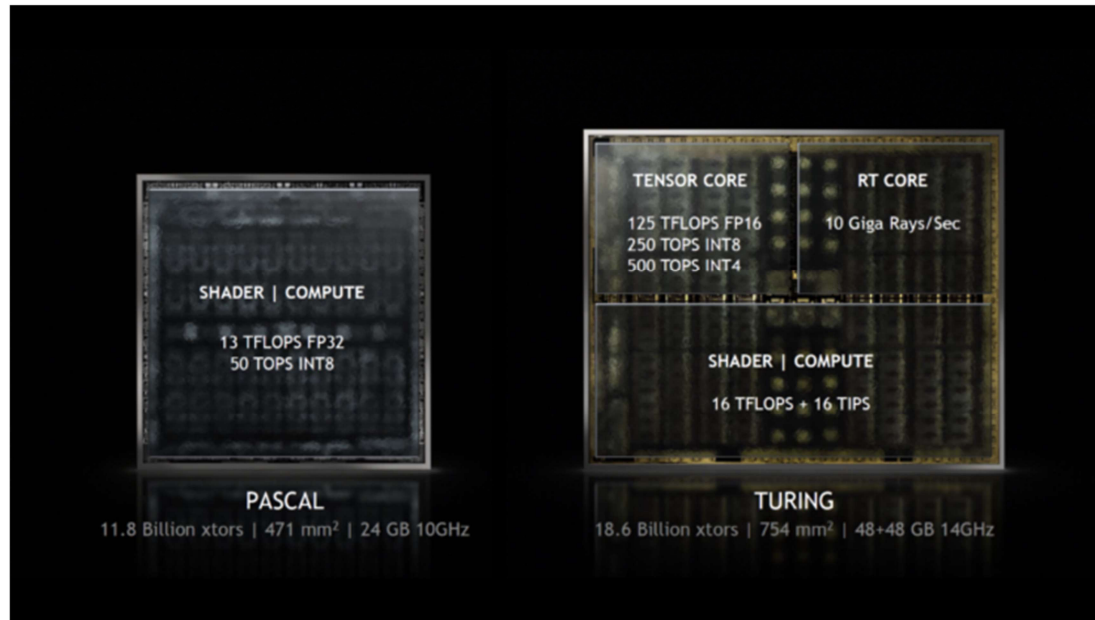 SHADER | COMPUTE
13 TFLOPS FP32
50 TOPS INT8
PASCAL
11.8 Billion xtors | 471 mm² | 24 GB 10GHz
TENSOR CORE
125 TFLOPS FP16
250 TOPS INT8
500 TOPS INT4
RT CORE
10 Giga Rays/Sec
SHADER | COMPUTE
16 TFLOPS + 16 TIPS
TURING
18.6 Billion xtors | 754 mm² | 48+48 GB 14GHz